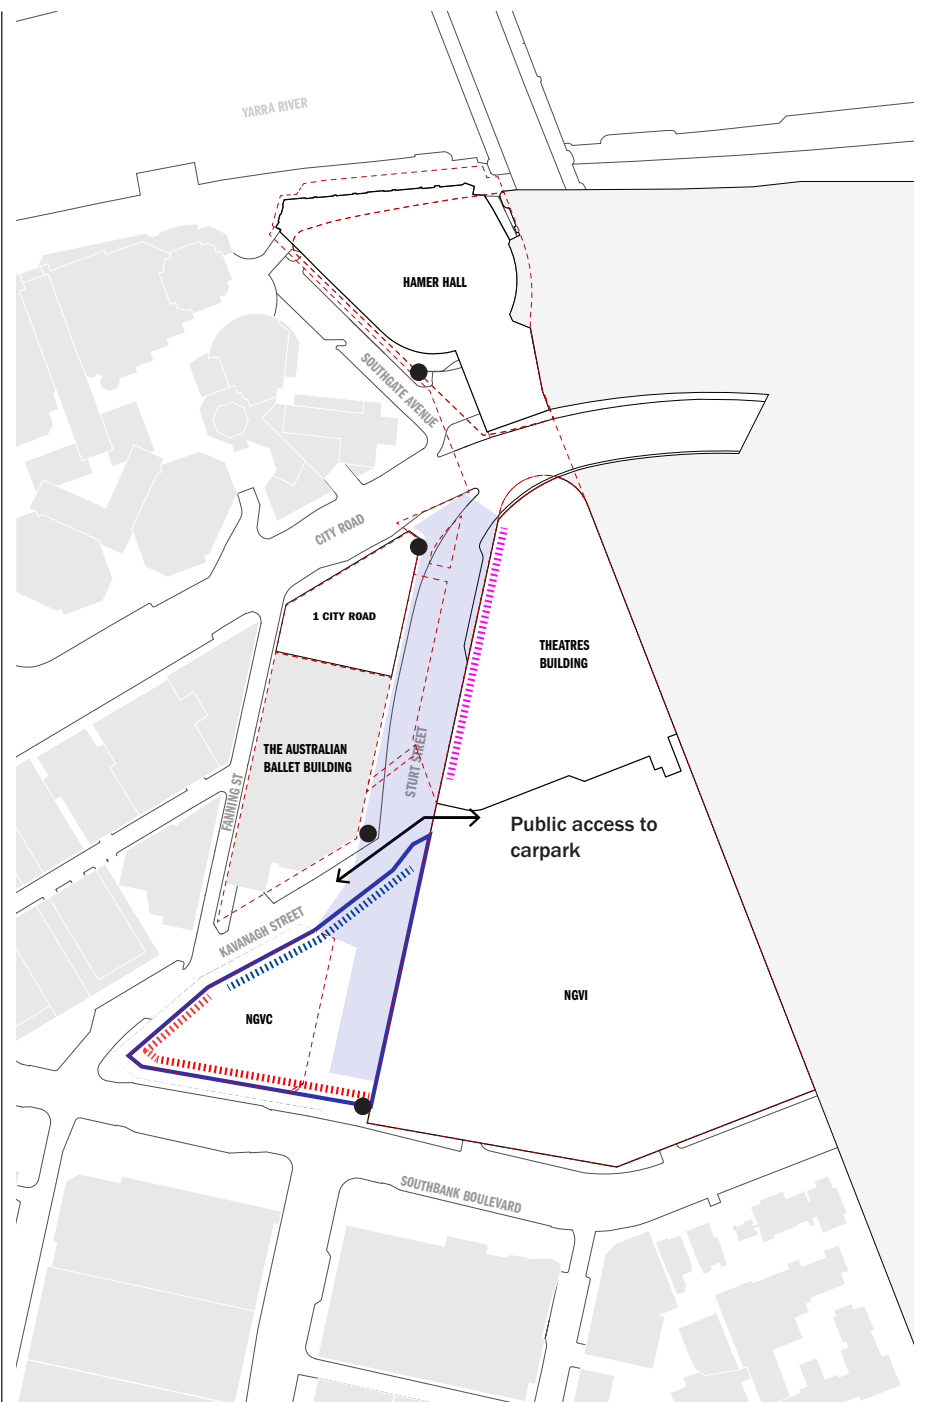 YARRA RIVER
HAMER HALL
SOUTHGATE AVENUE
CITY ROAD
1 CITY ROAD
THEATRES
BUILDING
THE AUSTRALIAN
BALLET BUILDING
STURT STREET
FANNING ST
Public access to
carpark
KAVANAGH STREET
NGVI
NGVC
SOUTHBANK BOULEVARD